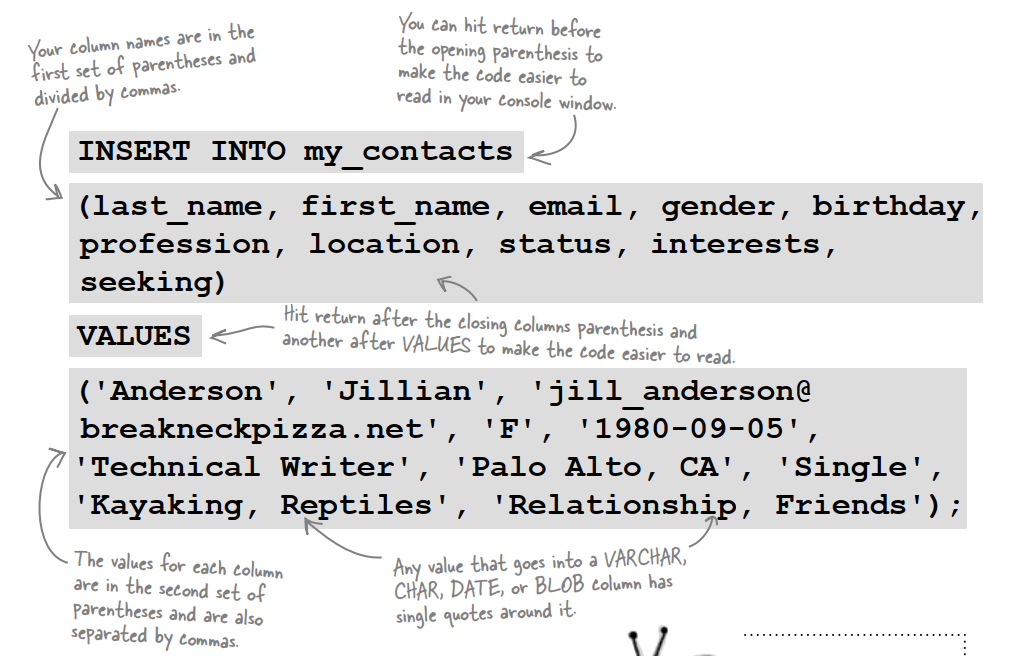 Your column names are in the
first set of parentheses and
divided by commas.
You can hit return before
the opening parenthesis to
make the code easier to
read in your console window.
INSERT INTO my_contacts
(last_name, first_name, email, gender, birthday,
profession, location, status, interests,
seeking)
Hit return after the closing columns parenthesis and
another after VALUES to make the code easier to read.
VALUES
('Anderson', 'Jillian', 'jill_anderson@
breakneckpizza.net', 'F', '1980-09-05',
'Technical Writer', 'Palo Alto, CA', 'Single',
'Kayaking, Reptiles', 'Relationship, Friends');
The values for each column
are in the second set of
parentheses and are also
separated by commas.
Any value that goes into a VARCHAR,
CHAR, DATE, or BLOB column has
single quotes around it.